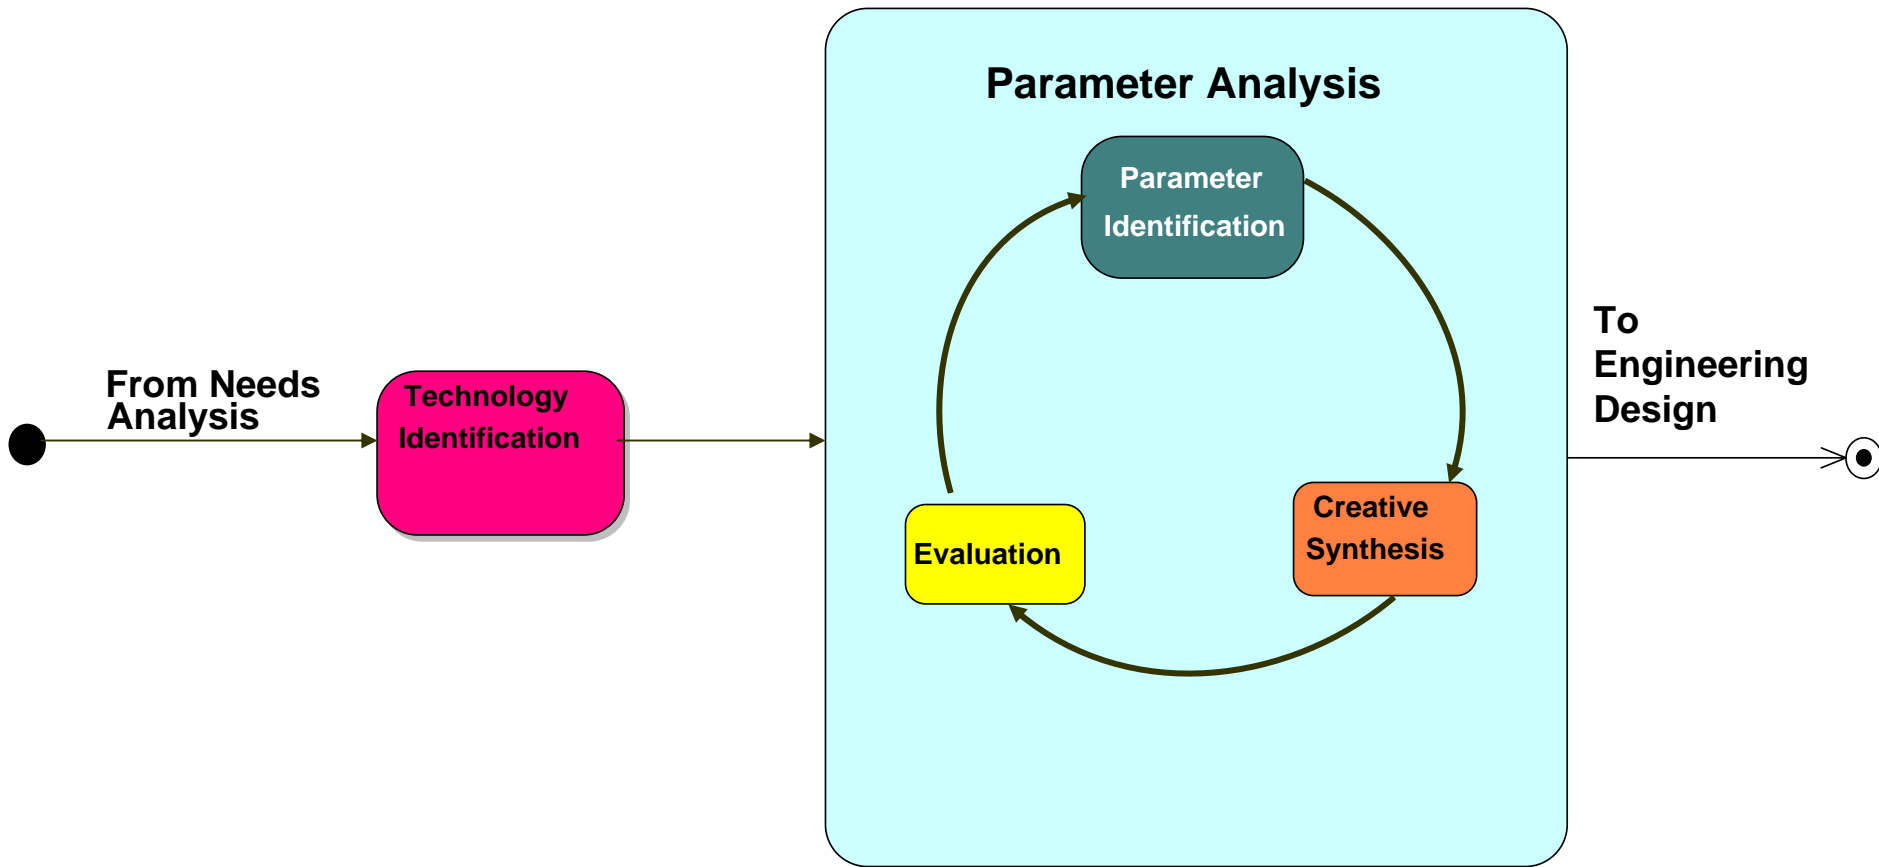 From Needs
Analysis
Technology
Identification
Parameter Analysis
Parameter
Identification
Creative
Synthesis
Evaluation
To
Engineering
Design